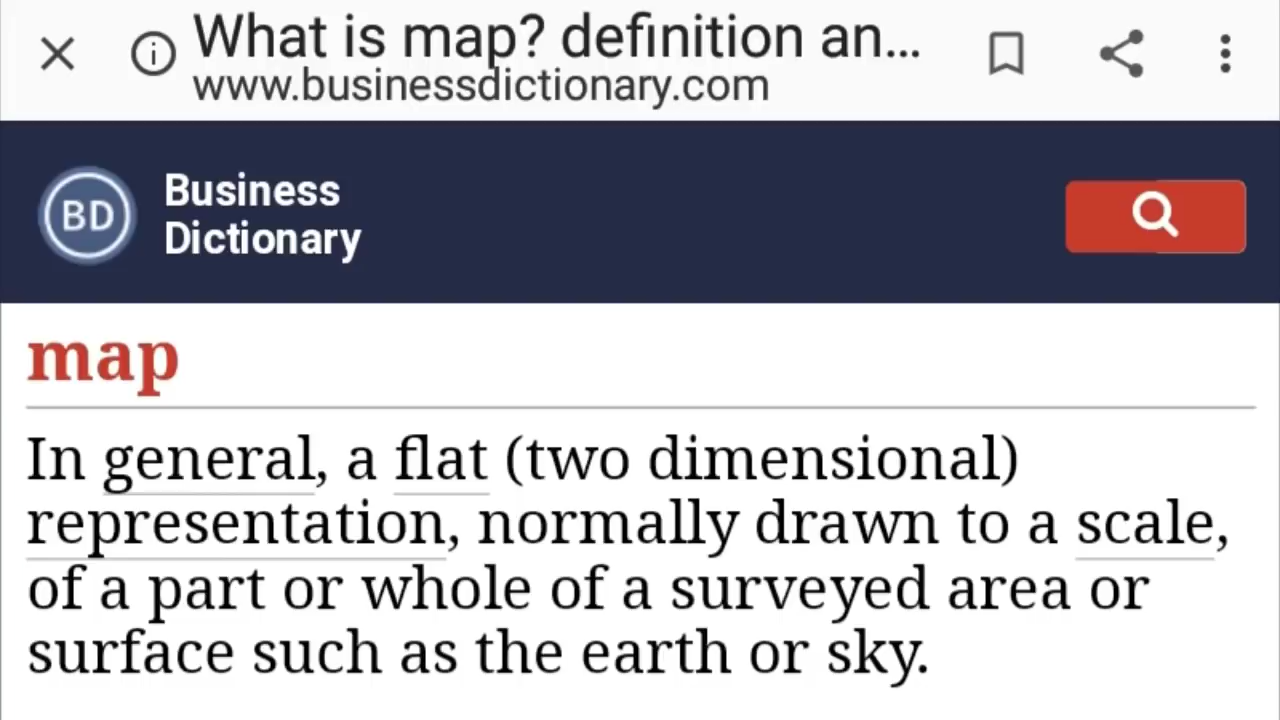 What is map? definition an...
www.businessdictionary.com
BD
Business
Dictionary
map
In general, a flat (two dimensional)
representation, normally drawn to a scale,
of a part or whole of a surveyed area or
surface such as the earth or sky.